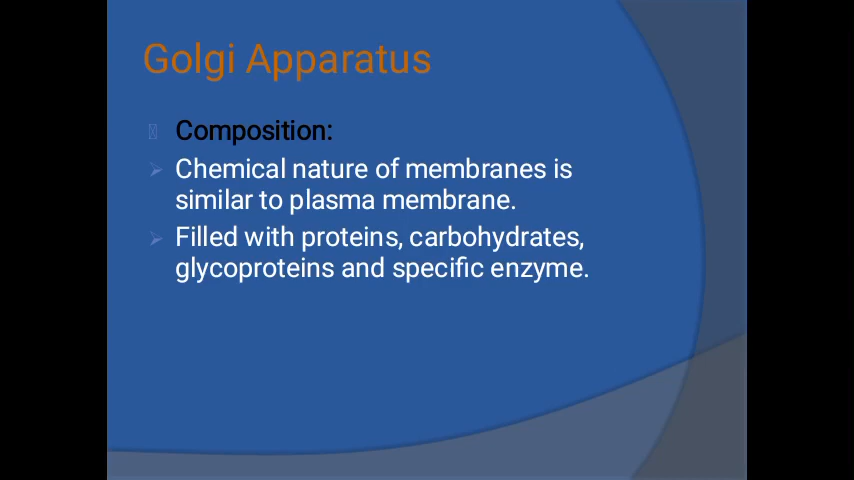 Golgi Apparatus
Composition:
Chemical nature of membranes is
similar to plasma membrane.
Filled with proteins, carbohydrates,
glycoproteins and specific enzyme.